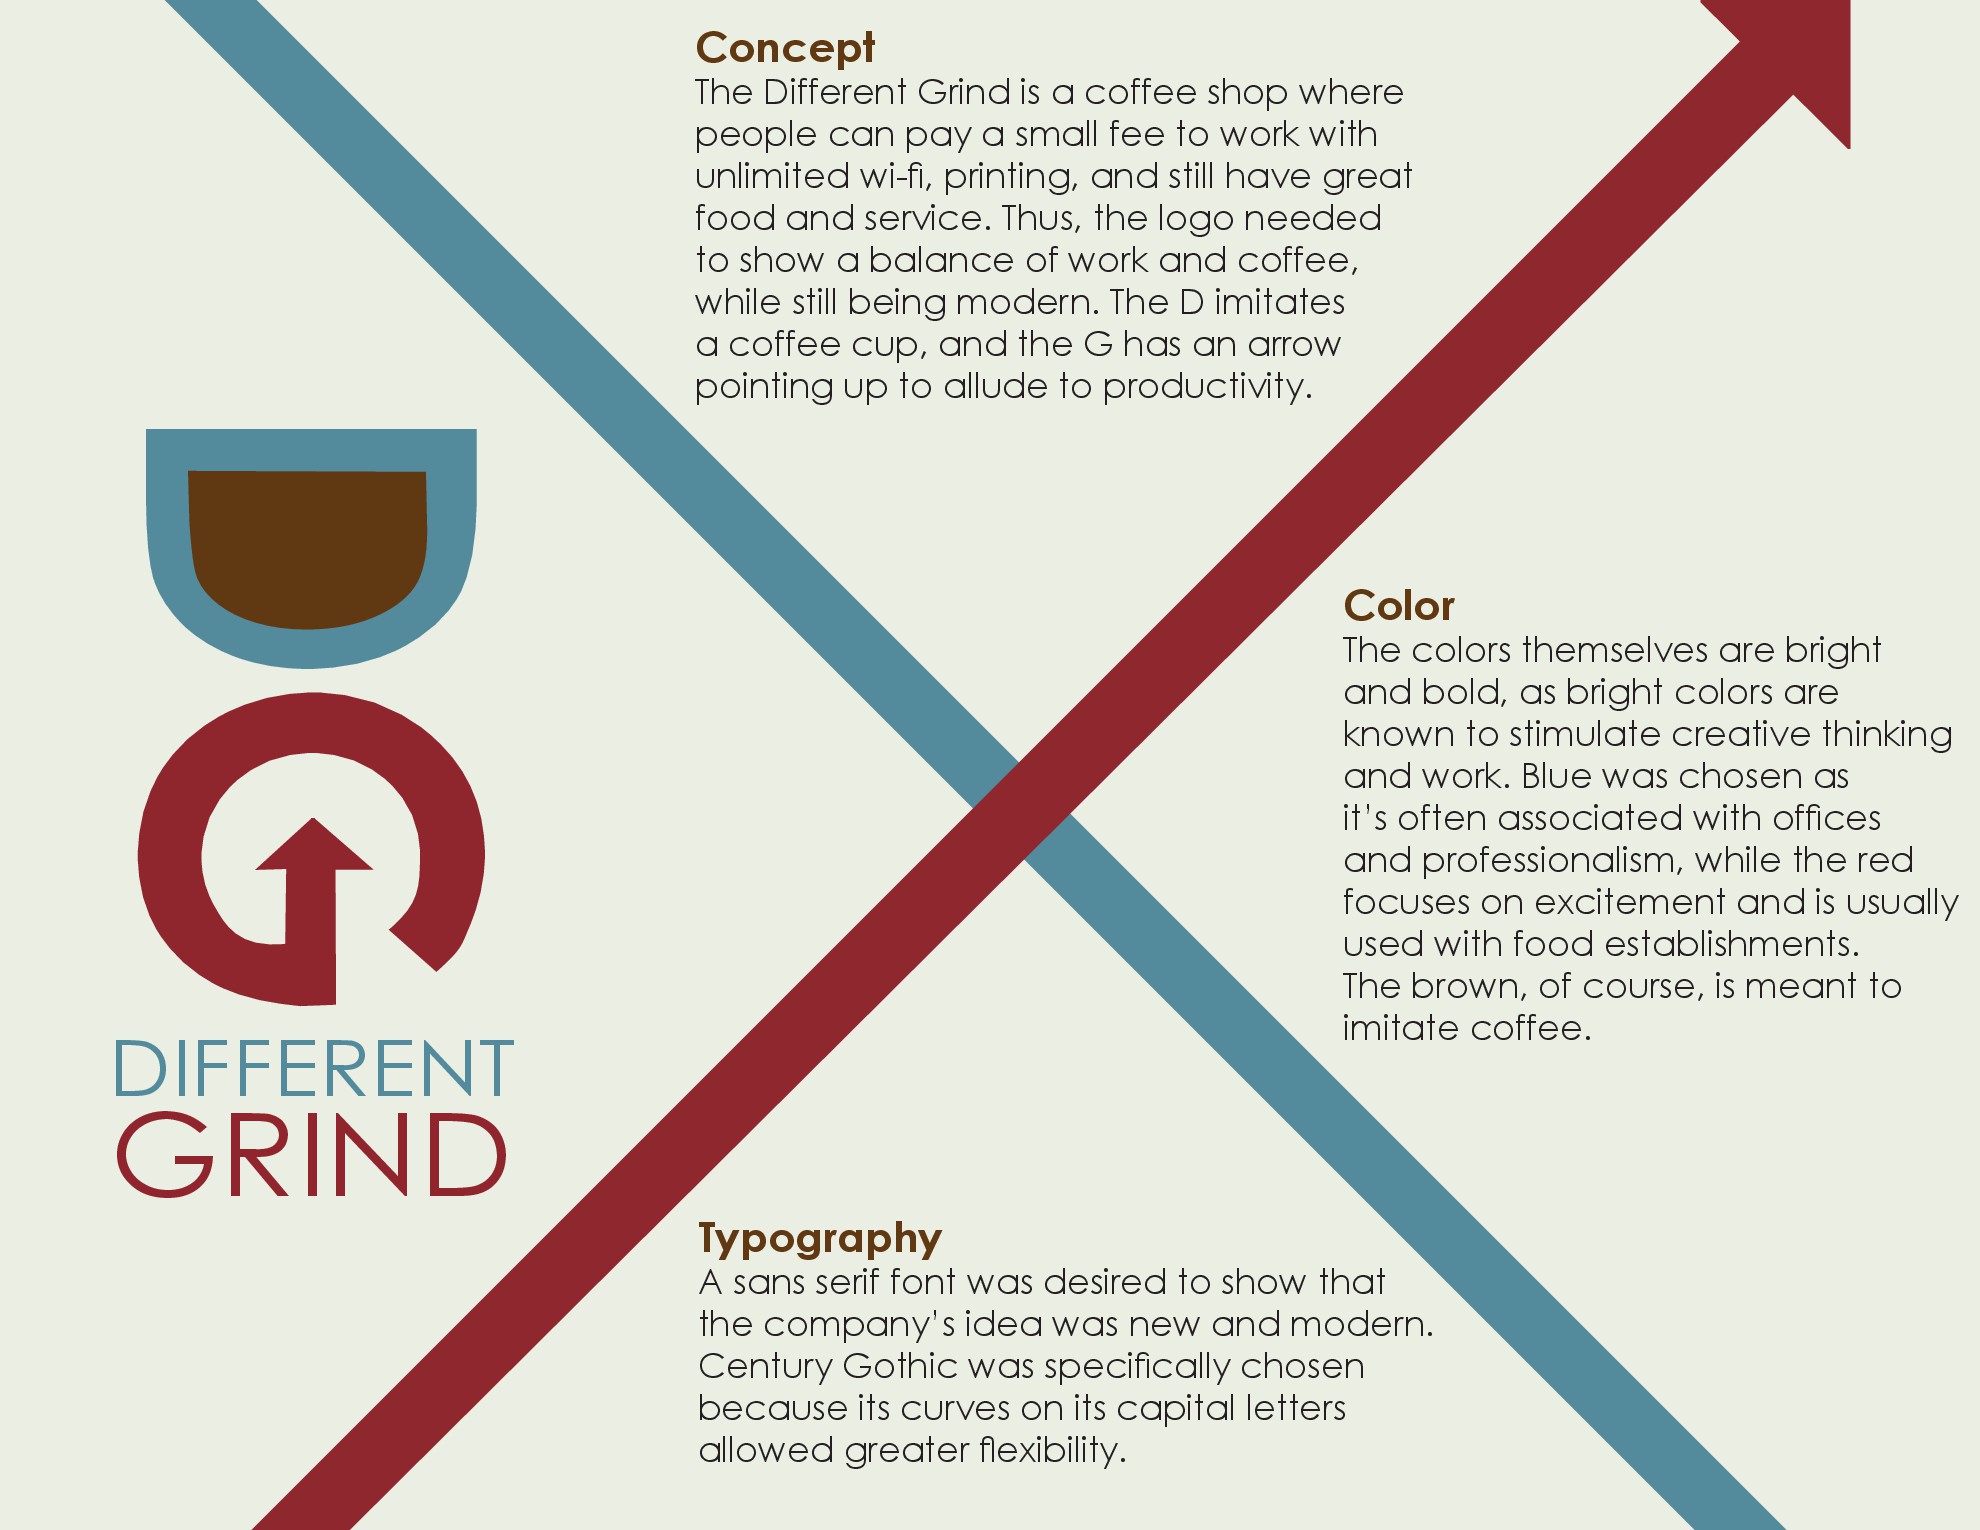 Concept
The Different Grind is a coffee shop where
people can pay a small fee to work with
unlimited wi-fi, printing, and still have great
food and service. Thus, the logo needed
to show a balance of work and coffee,
while still being modern. The D imitates
a coffee cup, and the G has an arrow
pointing up to allude to productivity.
DIFFERENT
GRIND
Color
The colors themselves are bright
and bold, as bright colors are
known to stimulate creative thinking
and work. Blue was chosen as
it's often associated with offices
and professionalism, while the red
focuses on excitement and is usually
used with food establishments.
The brown, of course, is meant to
imitate coffee.
Typography
A sans serif font was desired to show that
the company's idea was new and modern.
Century Gothic was specifically chosen
because its curves on its capital letters
allowed greater flexibility.